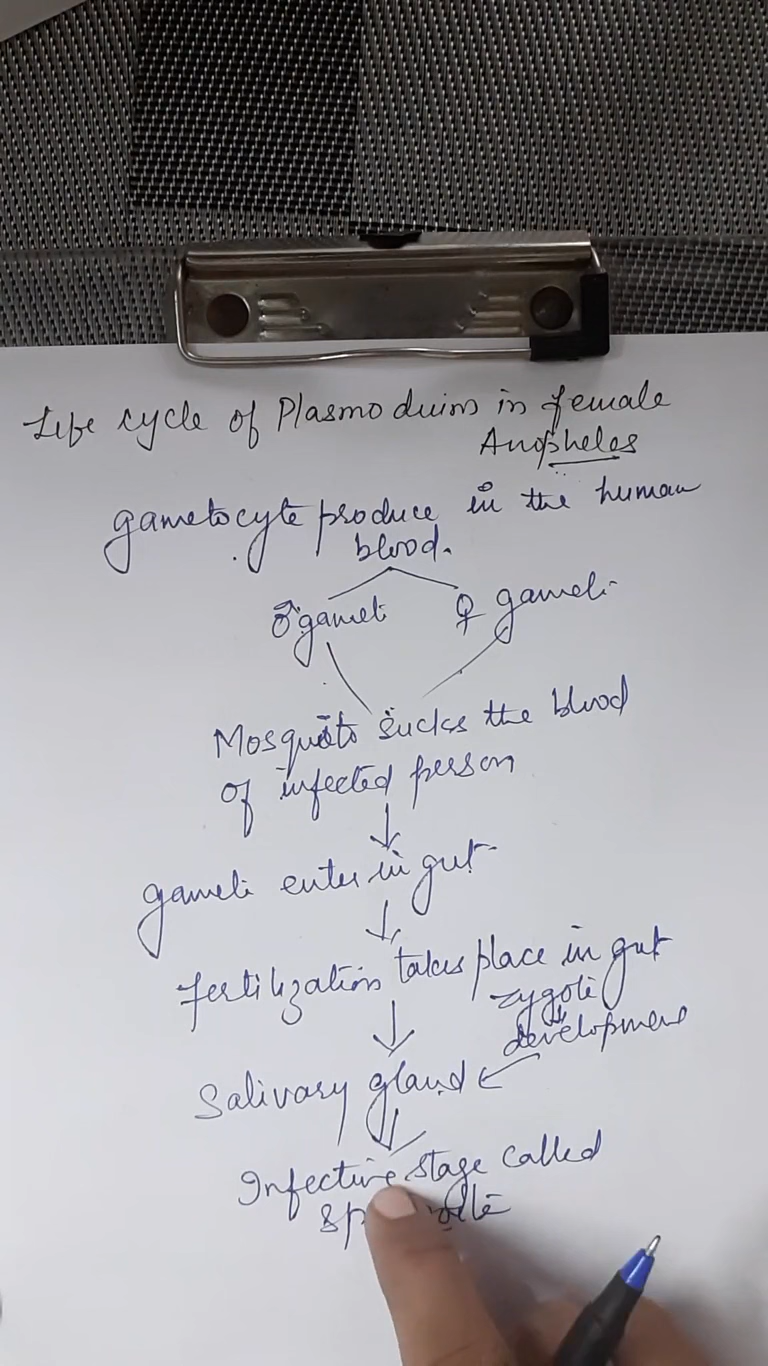 Life cycle of Plasmoduim in female
Anopheles
gametocyte produce in the human
blood.
♂ gamete ♀ gamete
Mosquito sucks the blood
of infected person
gamete enter in gut
fertilization takes place in gut
zygote
development
Salivary gland
Infective stage called